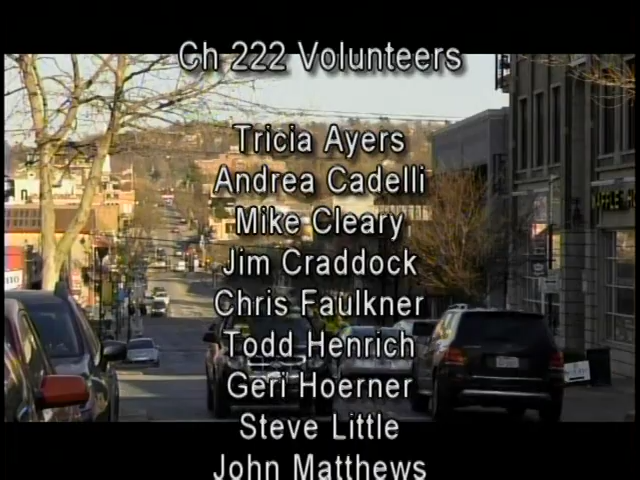 Ch 222 Volunteers
Tricia Ayers
Andrea Cadelli
Mike Cleary
Jim Craddock
Chris Faulkner
Todd Henrich
Geri Hoerner
Steve Little
John Matthews
WAFFLE